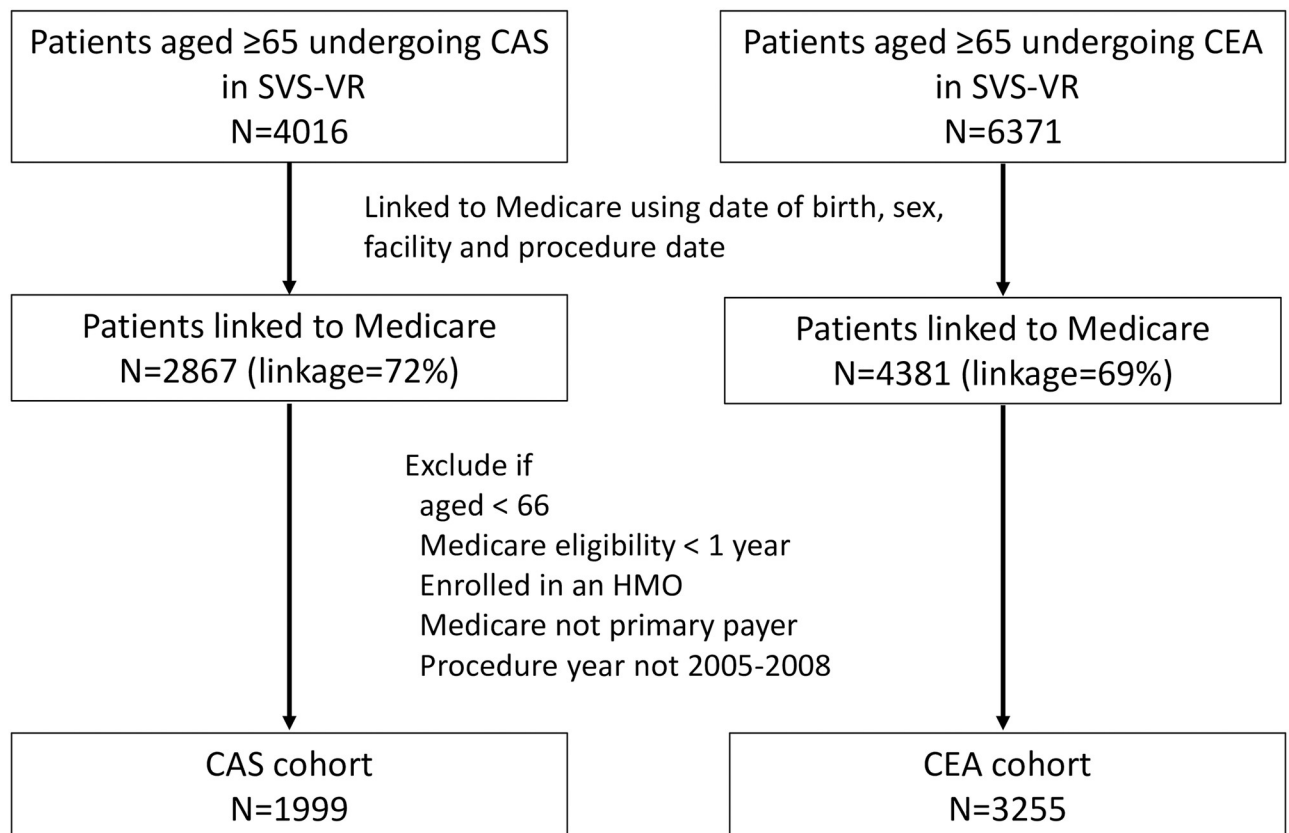 Patients aged ≥65 undergoing CAS
in SVS-VR
N=4016
Patients aged ≥65 undergoing CEA
in SVS-VR
N=6371
Linked to Medicare using date of birth, sex,
facility and procedure date
Patients linked to Medicare
N=2867 (linkage=72%)
Patients linked to Medicare
N=4381 (linkage=69%)
Exclude if
aged < 66
Medicare eligibility < 1 year
Enrolled in an HMO
Medicare not primary payer
Procedure year not 2005-2008
CAS cohort
N=1999
CEA cohort
N=3255